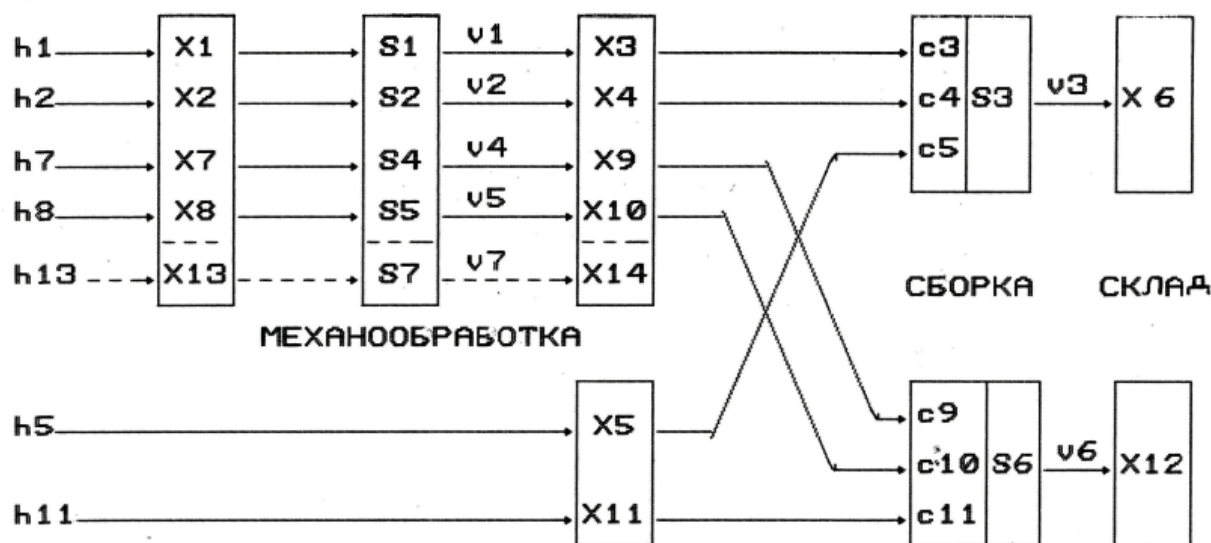 h1 X1 S1 v1 X3 c3
h2 X2 S2 v2 X4 c4 S3 v3 X 6
h7 X7 S4 v4 X9 c5
h8 X8 S5 v5 X10
h13 X13 S7 v7 X14
СБОРКА СКЛАД
МЕХАНООБРАБОТКА
h5 X5 c9
c10 S6 v6 X12
h11 X11 c11